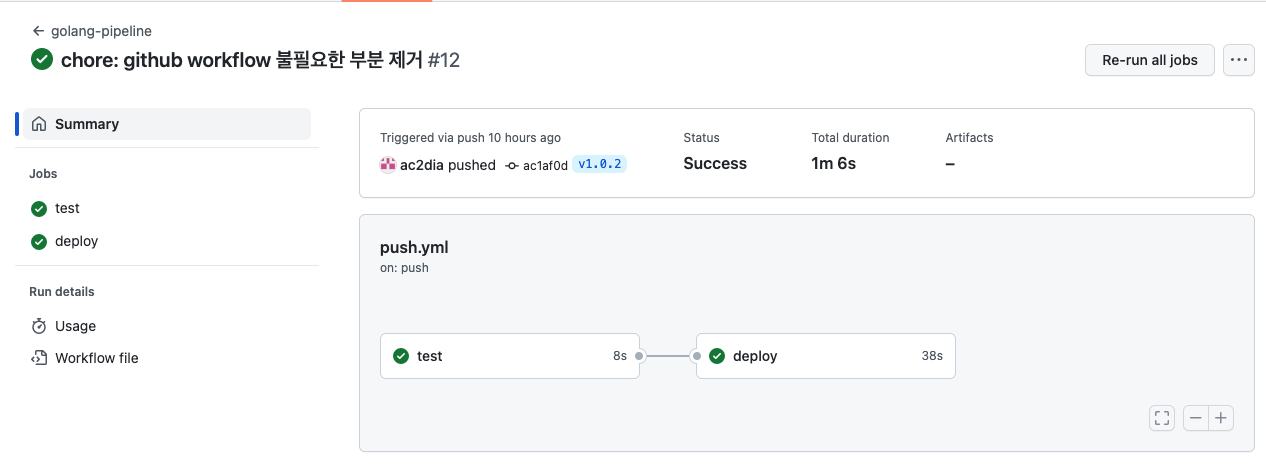 golang-pipeline
chore: github workflow 불필요한 부분 제거 #12
Re-run all jobs
Summary
Jobs
test
deploy
Run details
Usage
Workflow file
Triggered via push 10 hours ago
ac2dia pushed ac1af0d v1.0.2
Status
Success
Total duration
1m 6s
Artifacts
–
push.yml
on: push
test 8s
deploy 38s